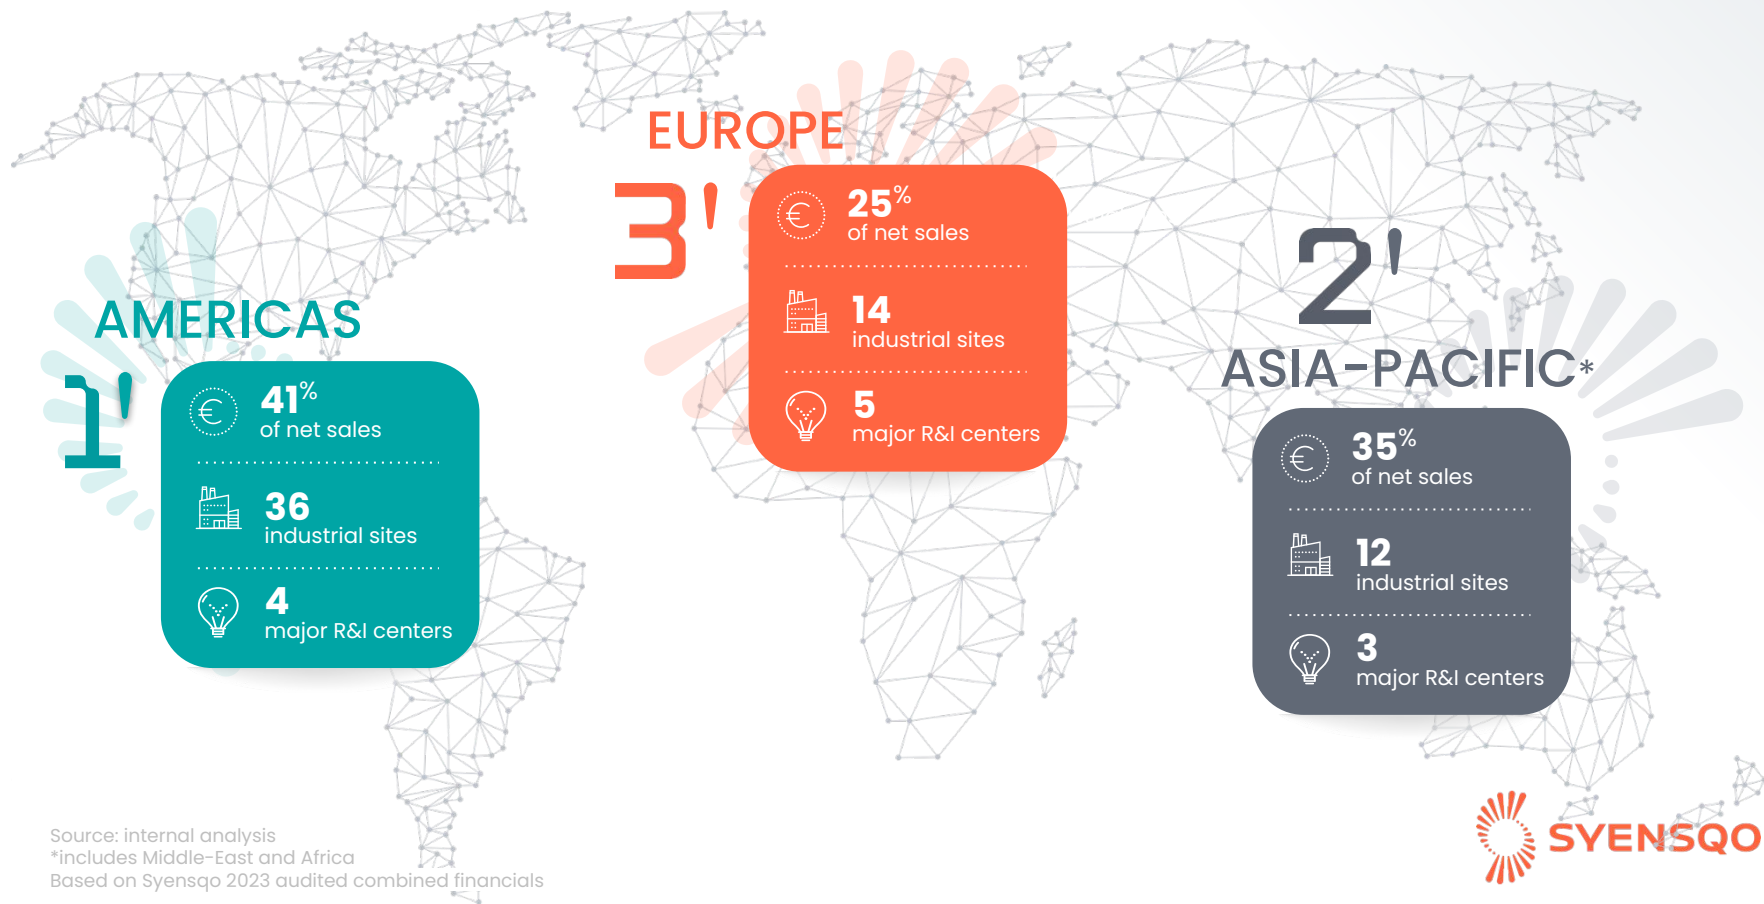 EUROPE
3'
25%
of net sales
14
industrial sites
5
major R&I centers
AMERICAS
1'
41%
of net sales
36
industrial sites
4
major R&I centers
2'
ASIA-PACIFIC*
35%
of net sales
12
industrial sites
3
major R&I centers
Source: internal analysis
*includes Middle-East and Africa
Based on Syensqo 2023 audited combined financials
SYENSQO